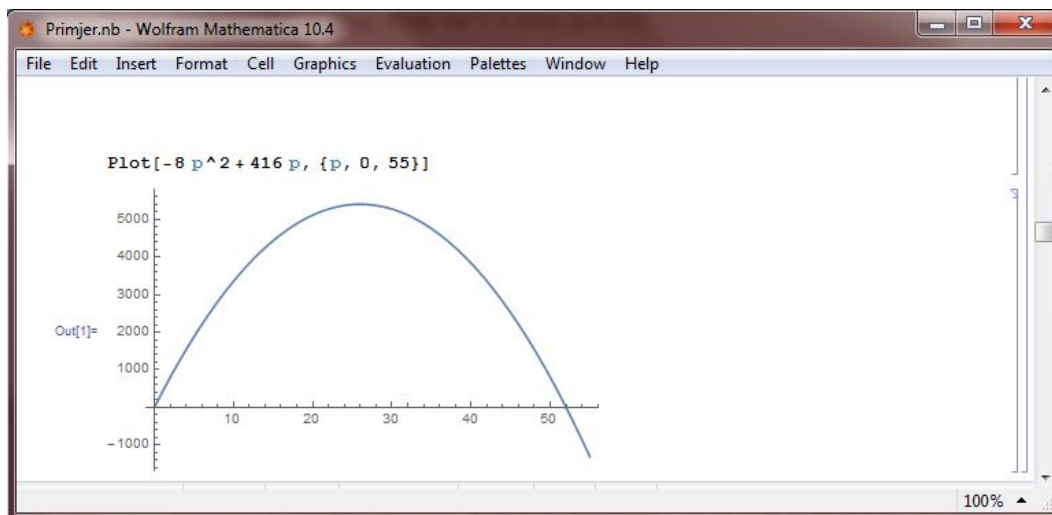 Primjer.nb - Wolfram Mathematica 10.4
File Edit Insert Format Cell Graphics Evaluation Palettes Window Help
Plot[-8 p^2 + 416 p, {p, 0, 55}]
5000
4000
3000
Out[1]= 2000
1000
10 20 30 40 50
-1000
100%